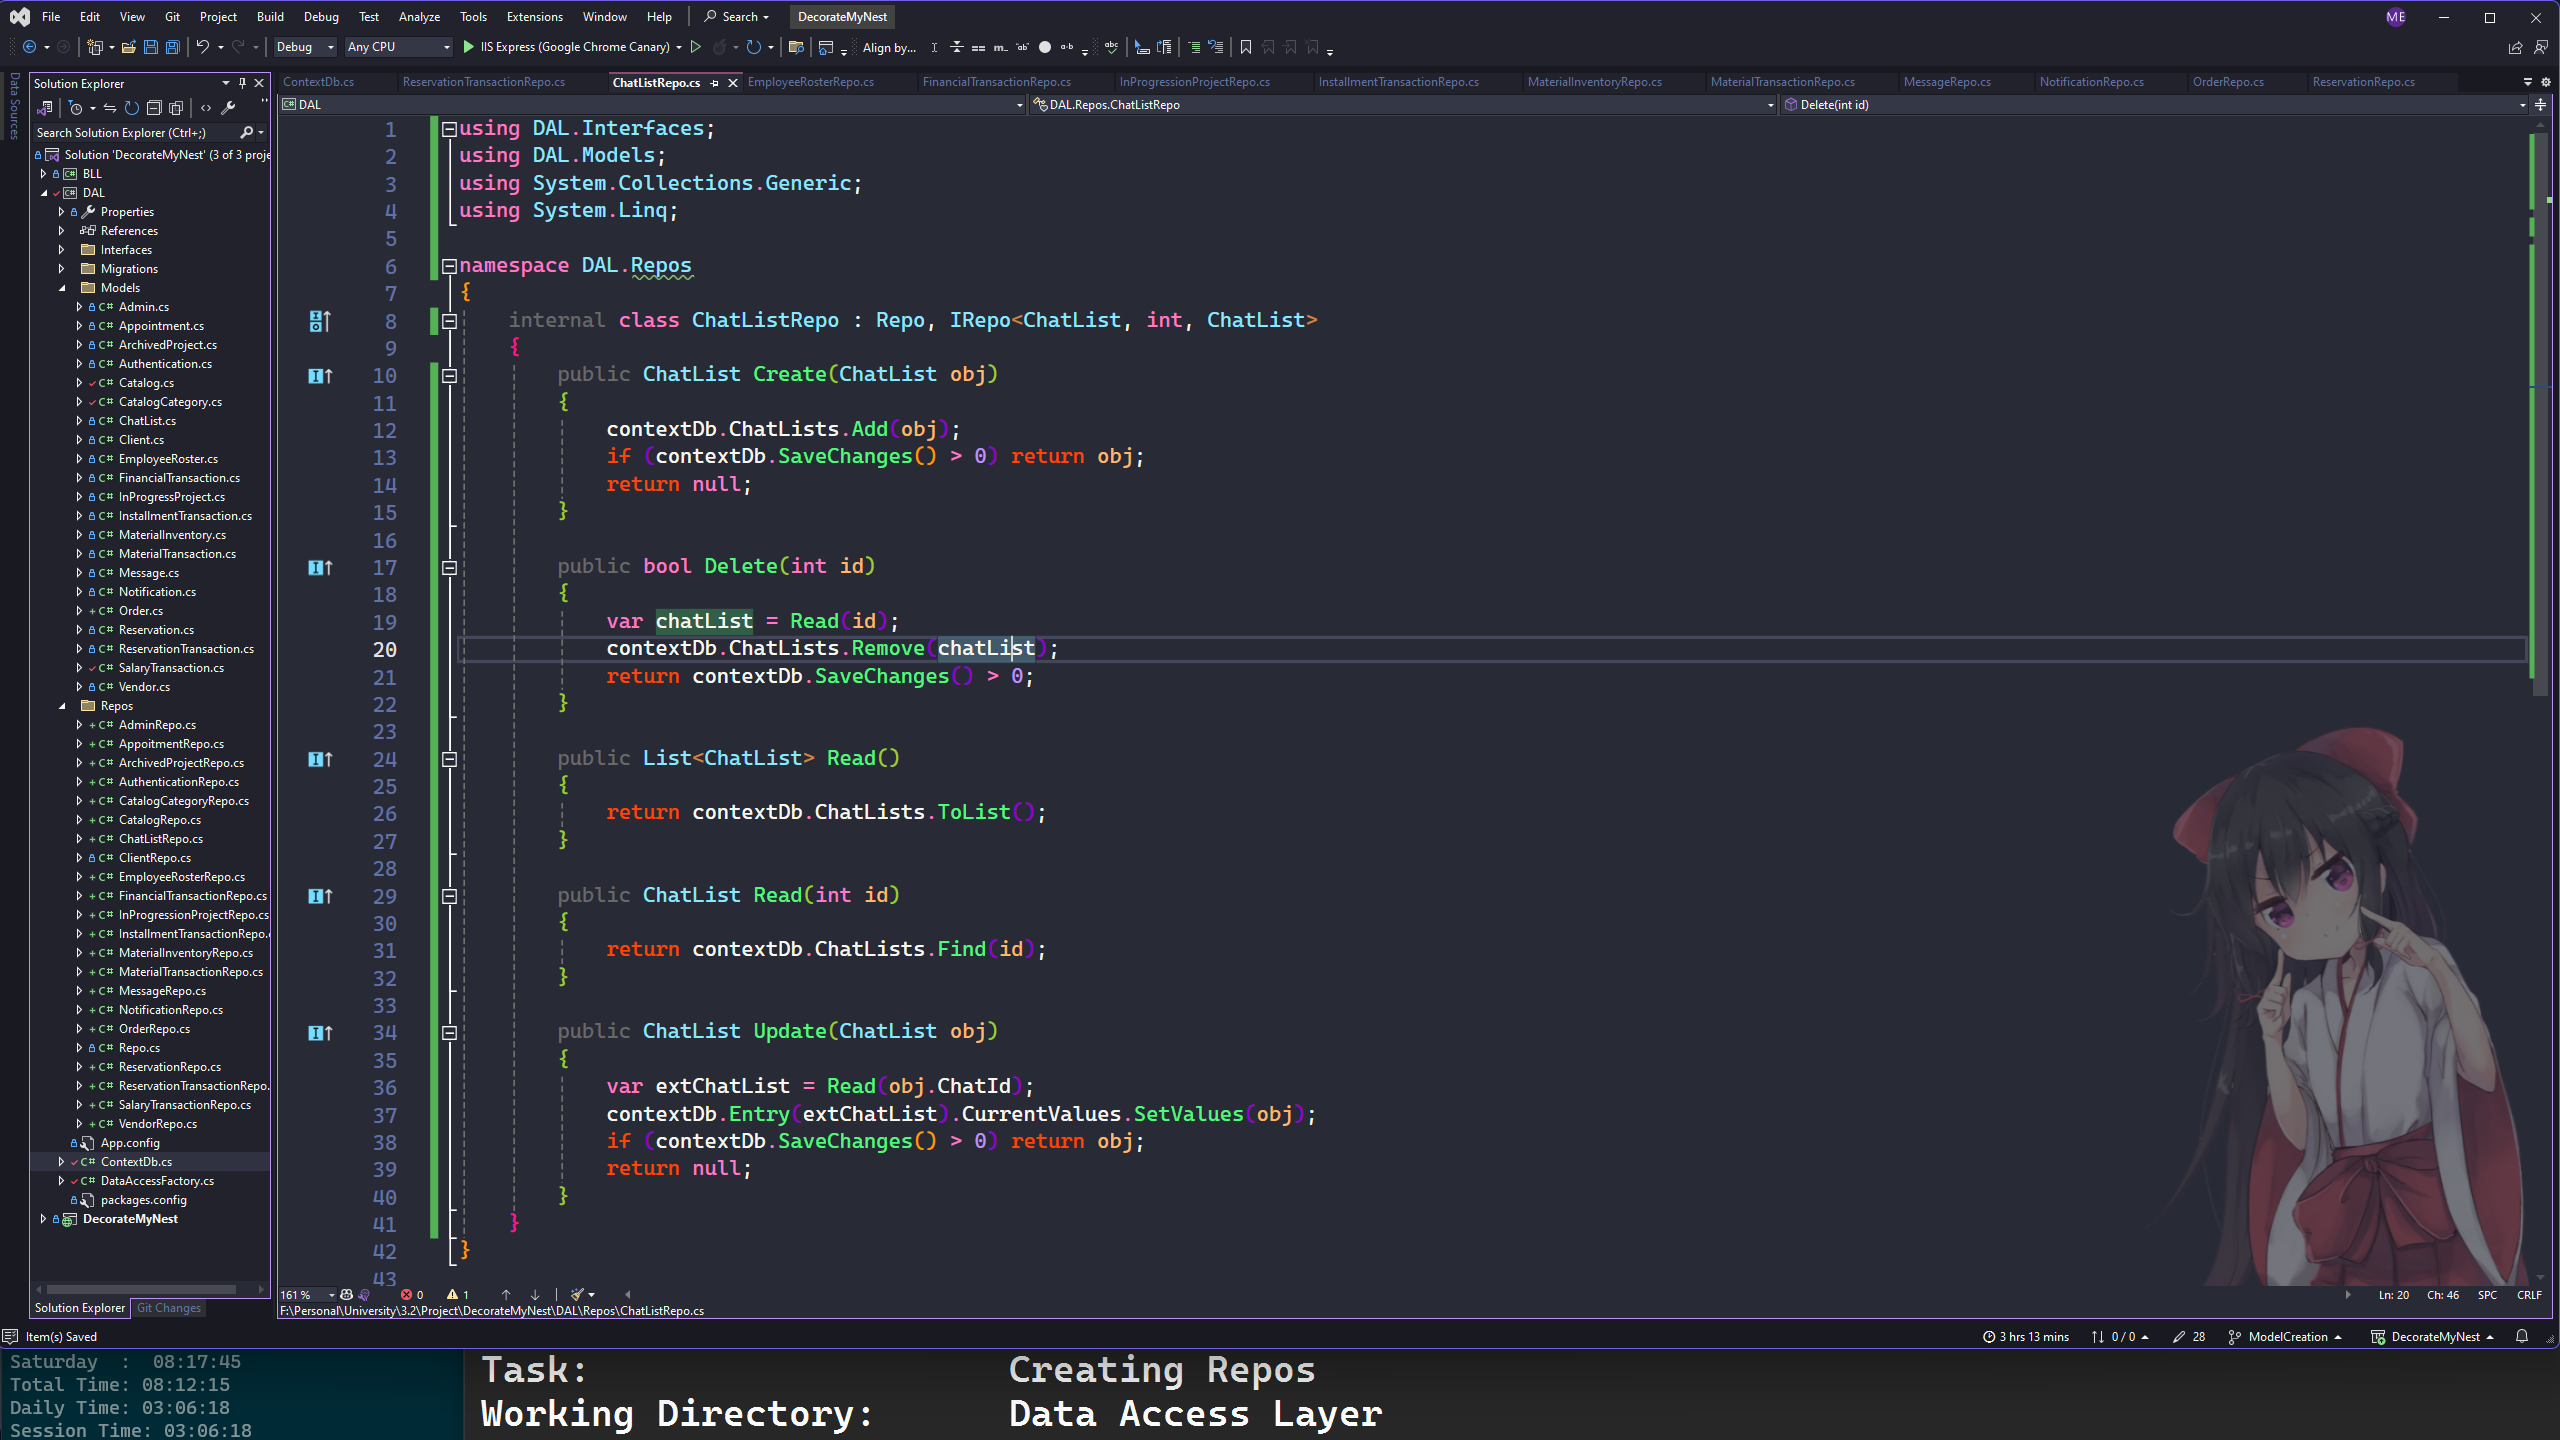 File Edit View Git Project Build Debug Test Analyze Tools Extensions Window Help Search DecorateMyNest ME
Debug Any CPU IIS Express (Google Chrome Canary) Align by...
Data Sources
Solution Explorer
Search Solution Explorer (Ctrl+;)
Solution 'DecorateMyNest' (3 of 3 proje
BLL
DAL
Properties
References
Interfaces
Migrations
Models
Admin.cs
Appointment.cs
ArchivedProject.cs
Authentication.cs
Catalog.cs
CatalogCategory.cs
ChatList.cs
Client.cs
EmployeeRoster.cs
FinancialTransaction.cs
InProgressProject.cs
InstallmentTransaction.cs
MaterialInventory.cs
MaterialTransaction.cs
Message.cs
Notification.cs
Order.cs
Reservation.cs
ReservationTransaction.cs
SalaryTransaction.cs
Vendor.cs
Repos
AdminRepo.cs
AppoitmentRepo.cs
ArchivedProjectRepo.cs
AuthenticationRepo.cs
CatalogCategoryRepo.cs
CatalogRepo.cs
ChatListRepo.cs
ClientRepo.cs
EmployeeRosterRepo.cs
FinancialTransactionRepo.cs
InProgressionProjectRepo.cs
InstallmentTransactionRepo.
MaterialInventoryRepo.cs
MaterialTransactionRepo.cs
MessageRepo.cs
NotificationRepo.cs
OrderRepo.cs
Repo.cs
ReservationRepo.cs
ReservationTransactionRepo.
SalaryTransactionRepo.cs
VendorRepo.cs
App.config
ContextDb.cs
DataAccessFactory.cs
packages.config
DecorateMyNest
Solution Explorer Git Changes
ContextDb.cs ReservationTransactionRepo.cs ChatListRepo.cs EmployeeRosterRepo.cs FinancialTransactionRepo.cs InProgressionProjectRepo.cs InstallmentTransactionRepo.cs MaterialInventoryRepo.cs MaterialTransactionRepo.cs MessageRepo.cs NotificationRepo.cs OrderRepo.cs ReservationRepo.cs
DAL DAL.Repos.ChatListRepo Delete(int id)
1 using DAL.Interfaces;
2 using DAL.Models;
3 using System.Collections.Generic;
4 using System.Linq;
5
6 namespace DAL.Repos
7 {
8 internal class ChatListRepo : Repo, IRepo<ChatList, int, ChatList>
9 {
10 public ChatList Create(ChatList obj)
11 {
12 contextDb.ChatLists.Add(obj);
13 if (contextDb.SaveChanges() > 0) return obj;
14 return null;
15 }
16
17 public bool Delete(int id)
18 {
19 var chatList = Read(id);
20 contextDb.ChatLists.Remove(chatList);
21 return contextDb.SaveChanges() > 0;
22 }
23
24 public List<ChatList> Read()
25 {
26 return contextDb.ChatLists.ToList();
27 }
28
29 public ChatList Read(int id)
30 {
31 return contextDb.ChatLists.Find(id);
32 }
33
34 public ChatList Update(ChatList obj)
35 {
36 var extChatList = Read(obj.ChatId);
37 contextDb.Entry(extChatList).CurrentValues.SetValues(obj);
38 if (contextDb.SaveChanges() > 0) return obj;
39 return null;
40 }
41 }
42 }
43
161 % 0 1 Ln: 20 Ch: 46 SPC CRLF
F:\Personal\University\3.2\Project\DecorateMyNest\DAL\Repos\ChatListRepo.cs
Item(s) Saved 3 hrs 13 mins 0 / 0 28 ModelCreation DecorateMyNest
Saturday : 08:17:45
Total Time: 08:12:15
Daily Time: 03:06:18
Session Time: 03:06:18
Task: Creating Repos
Working Directory: Data Access Layer